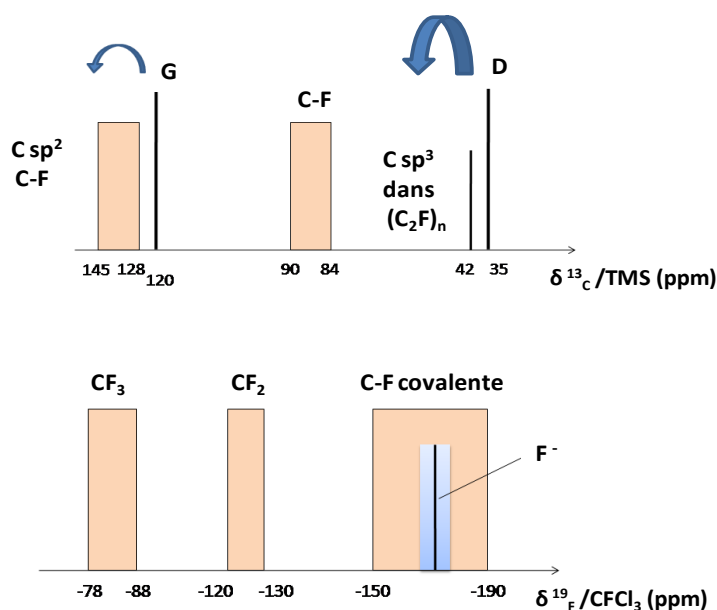 G
D
C-F
C sp²
C-F
C sp³
dans
(C₂F)ₙ
145 128 120 90 84 42 35
δ ¹³C /TMS (ppm)
CF₃ CF₂ C-F covalente
F ⁻
-78 -88 -120 -130 -150 -190
δ ¹⁹F /CFCl₃ (ppm)